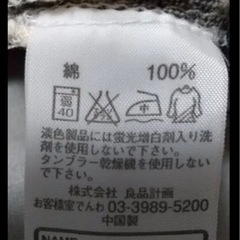 綿 100%
40 中
淡色製品には蛍光増白剤入り洗
剤を使用しないで下さい。
タンブラー乾燥機を使用しない
で下さい。
株式会社 良品計画
お客様室でんわ 03-3989-5200
中国製
NAME